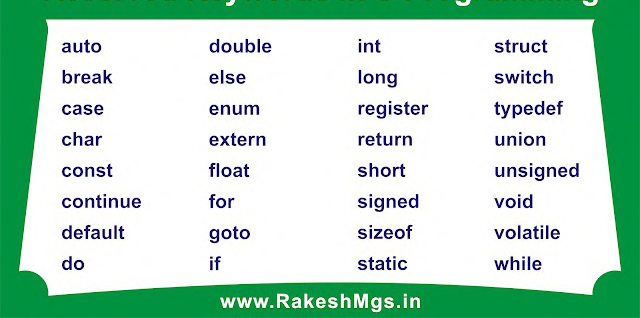 auto double int struct
break else long switch
case enum register typedef
char extern return union
const float short unsigned
continue for signed void
default goto sizeof volatile
do if static while
www.RakeshMgs.in